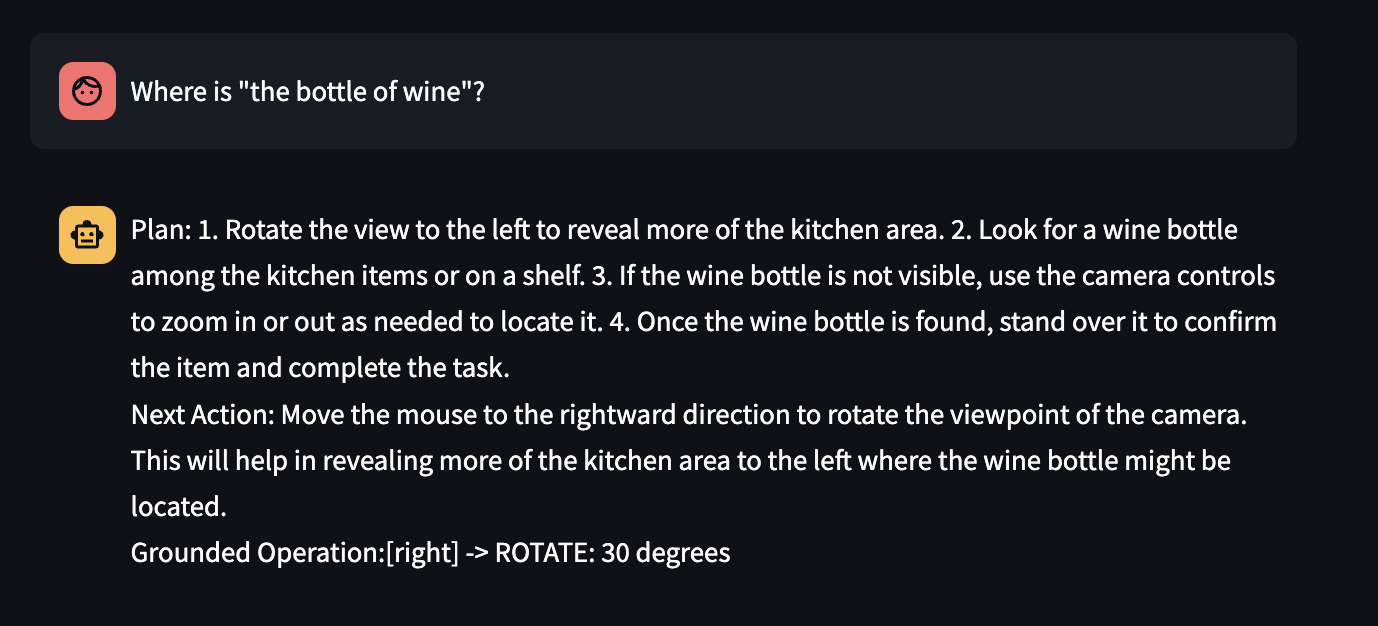 Where is "the bottle of wine"?
Plan: 1. Rotate the view to the left to reveal more of the kitchen area. 2. Look for a wine bottle
among the kitchen items or on a shelf. 3. If the wine bottle is not visible, use the camera controls
to zoom in or out as needed to locate it. 4. Once the wine bottle is found, stand over it to confirm
the item and complete the task.
Next Action: Move the mouse to the rightward direction to rotate the viewpoint of the camera.
This will help in revealing more of the kitchen area to the left where the wine bottle might be
located.
Grounded Operation:[right] -> ROTATE: 30 degrees